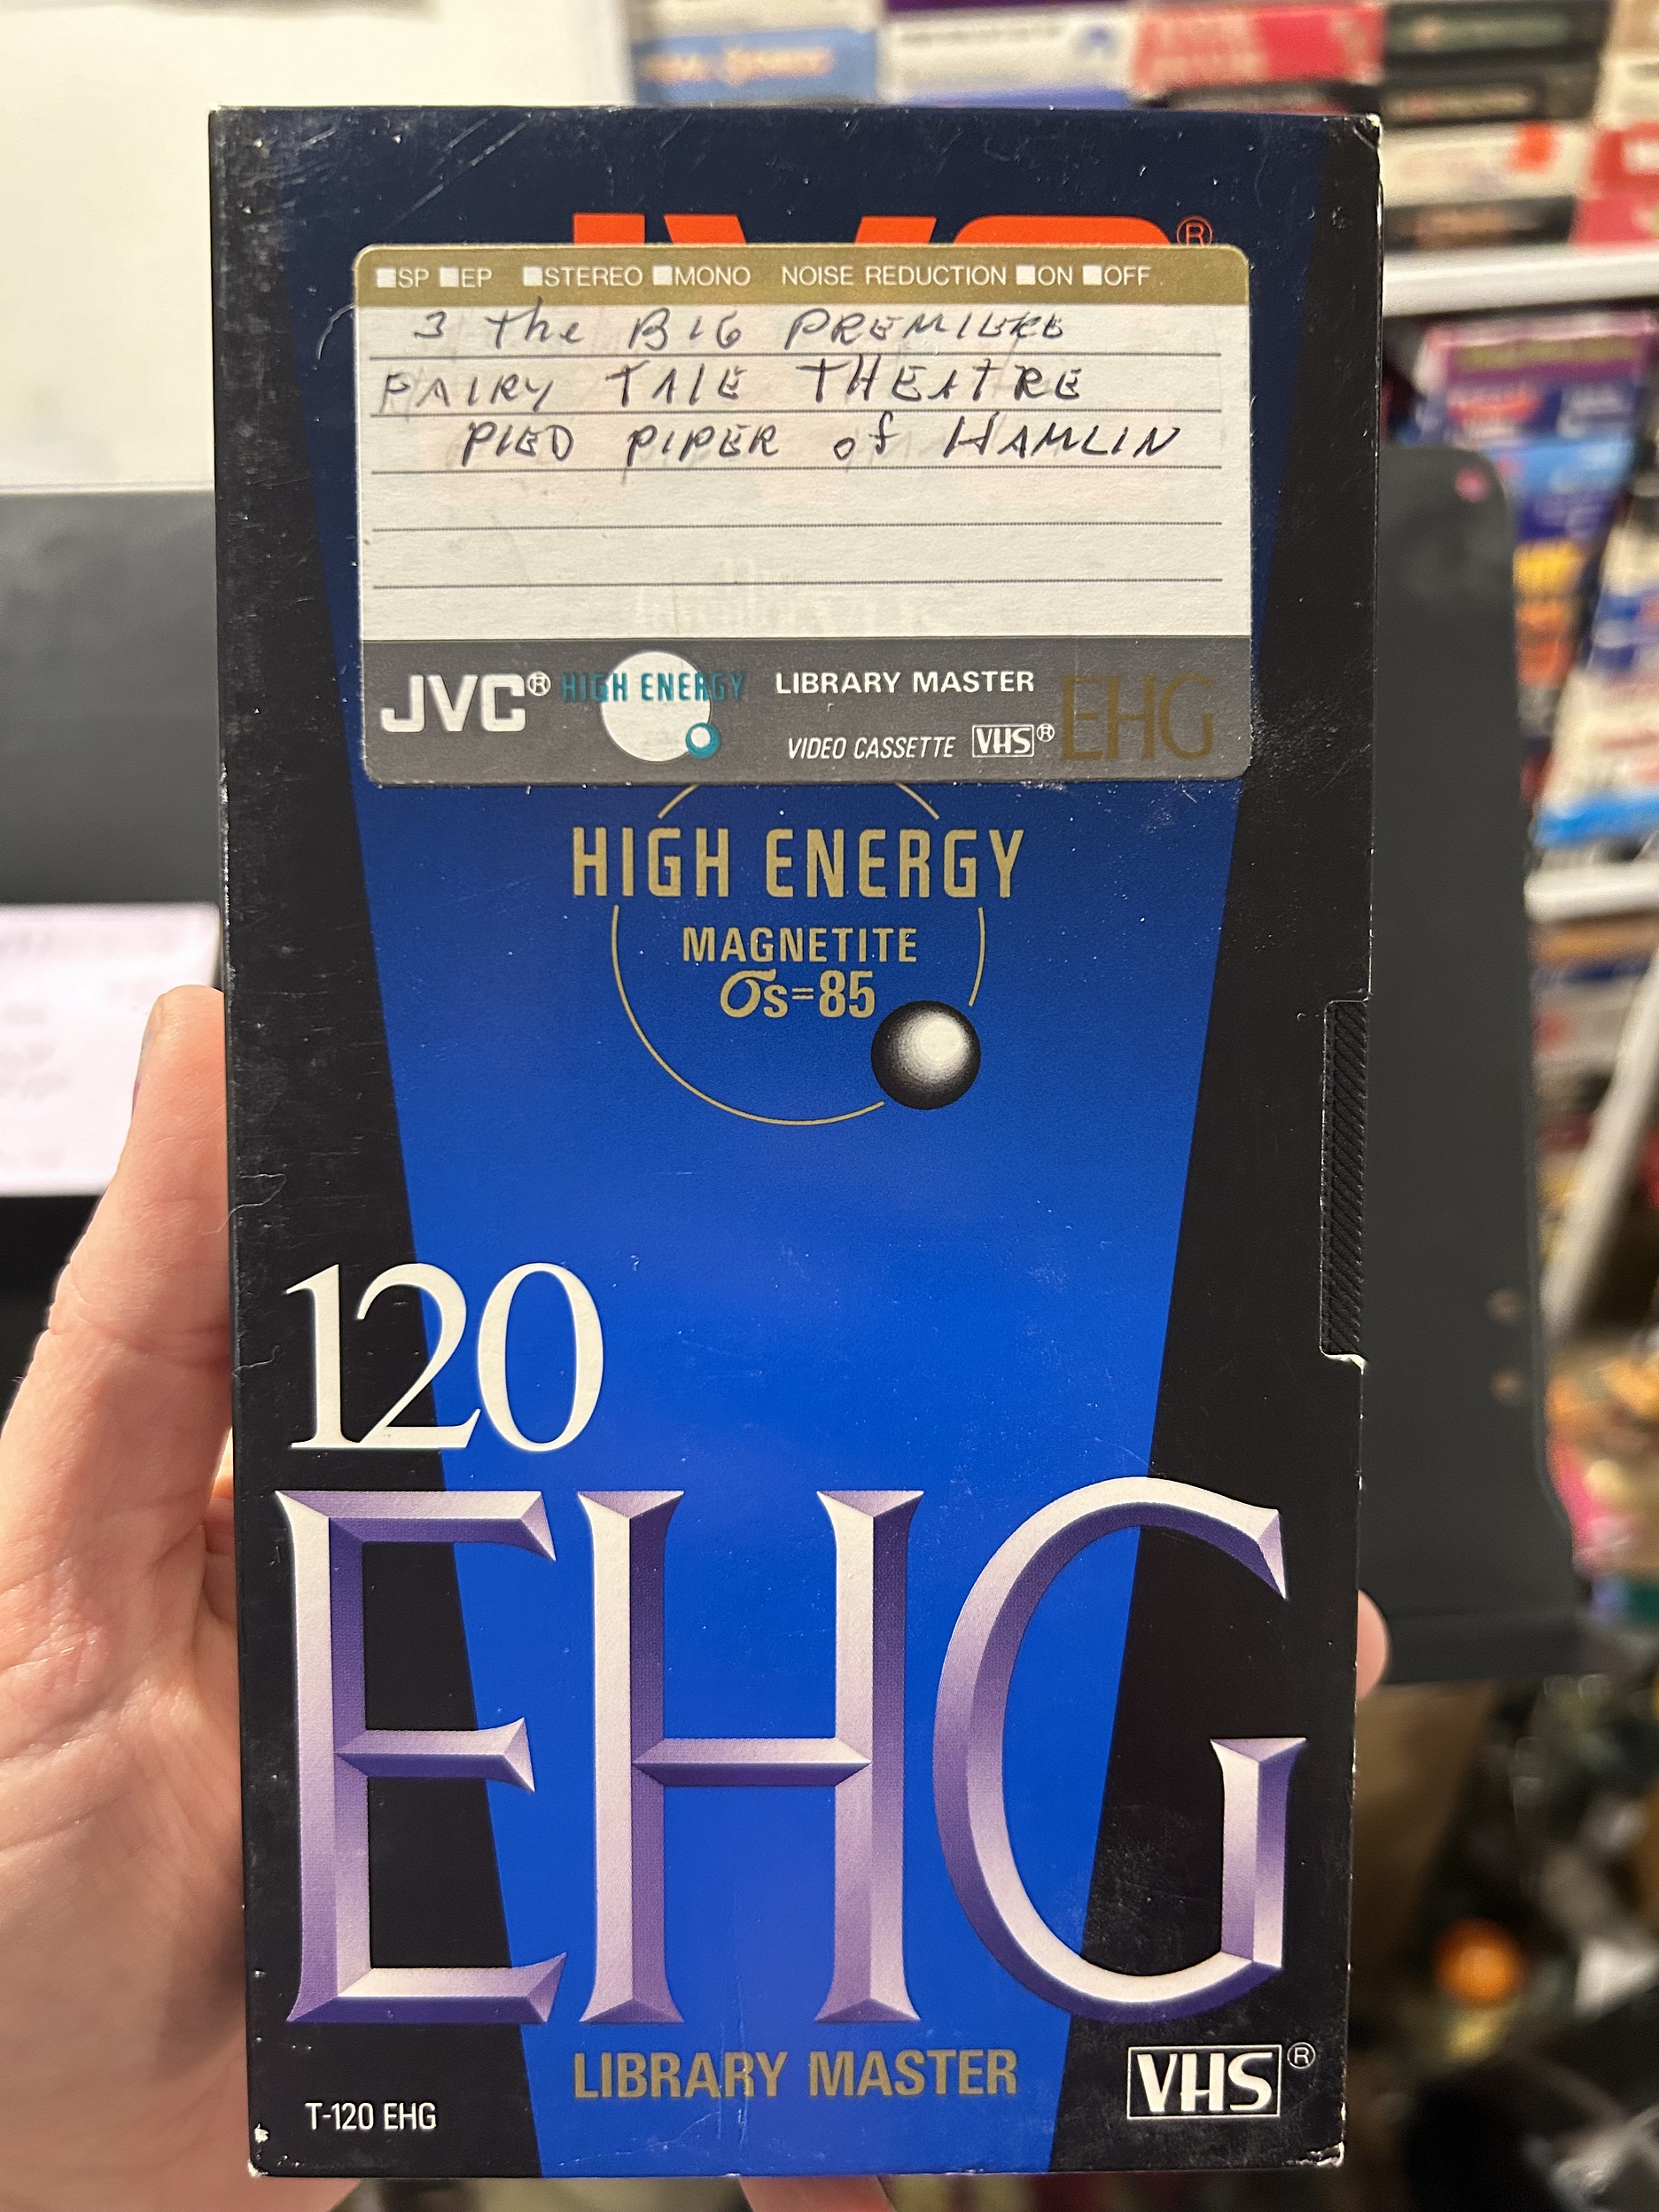 JVC®
■SP ■EP ■STEREO ■MONO NOISE REDUCTION ■ON ■OFF
3 The BIG PREMIERE
FAIRY TALE THEATRE
PIED PIPER of HAMLIN
JVC® HIGH ENERGY LIBRARY MASTER EHG
VIDEO CASSETTE VHS®
HIGH ENERGY
MAGNETITE
σs=85
120
EHG
LIBRARY MASTER
T-120 EHG
VHS®